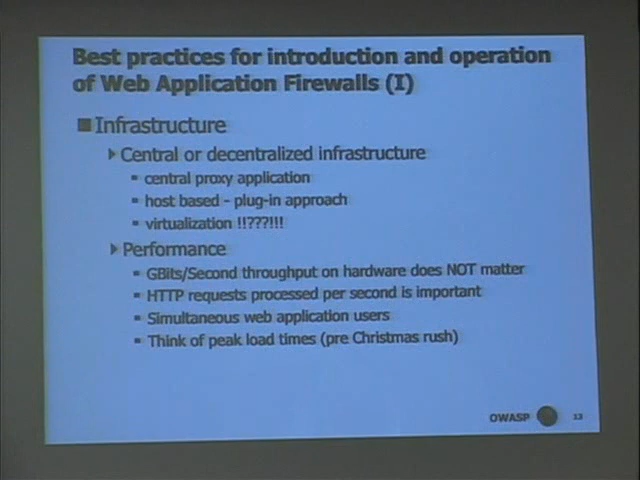 Best practices for introduction and operation
of Web Application Firewalls (I)
Infrastructure
Central or decentralized infrastructure
central proxy application
host based - plug-in approach
virtualization !!???!!!
Performance
GBits/Second throughput on hardware does NOT matter
HTTP requests processed per second is important
Simultaneous web application users
Think of peak load times (pre Christmas rush)
OWASP 13